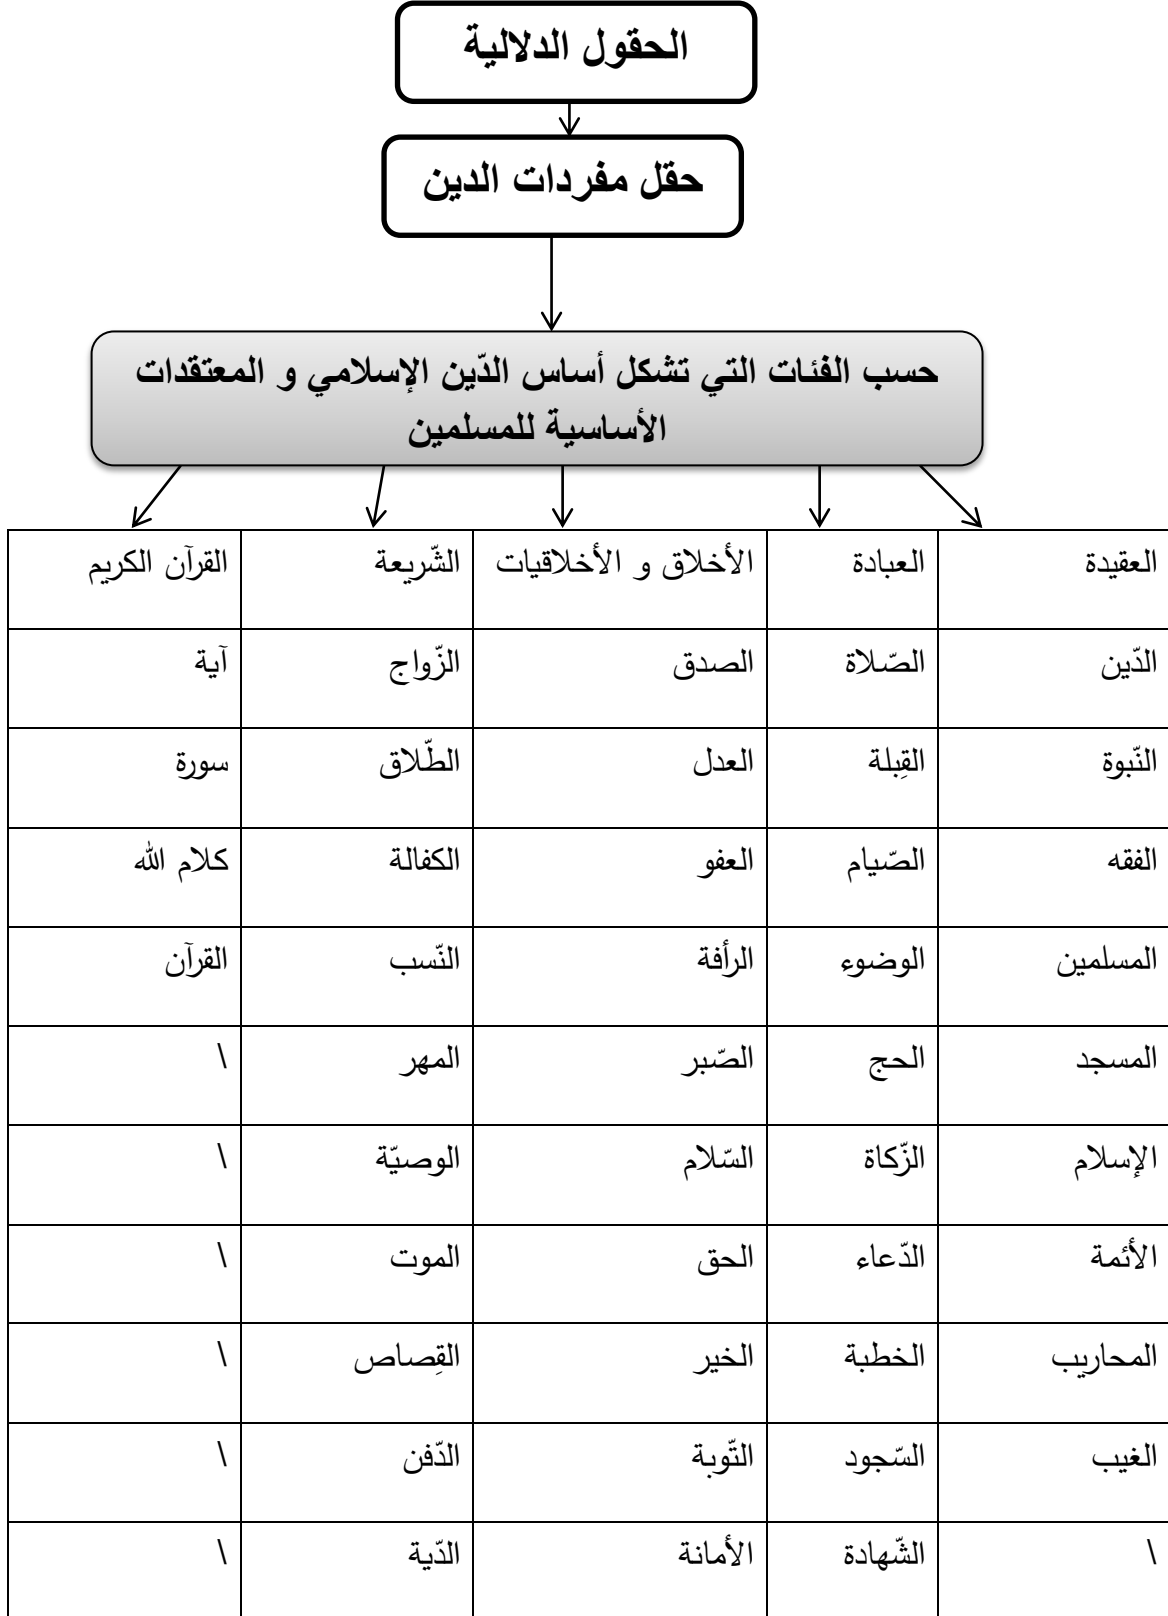 الحقول الدلالية
حقل مفردات الدين
حسب الفئات التي تشكل أساس الدّين الإسلامي و المعتقدات
الأساسية للمسلمين
العقيدة العبادة الأخلاق و الأخلاقيات الشّريعة القرآن الكريم
الدّين الصّلاة الصدق الزّواج آية
النّبوة القِبلة العدل الطّلاق سورة
الفقه الصّيام العفو الكفالة كلام الله
المسلمين الوضوء الرأفة النّسب القرآن
المسجد الحج الصّبر المهر \
الإسلام الزّكاة السّلام الوصيّة \
الأئمة الدّعاء الحق الموت \
المحاريب الخطبة الخير القِصاص \
الغيب السّجود التّوبة الدّفن \
\ الشّهادة الأمانة الدّية \